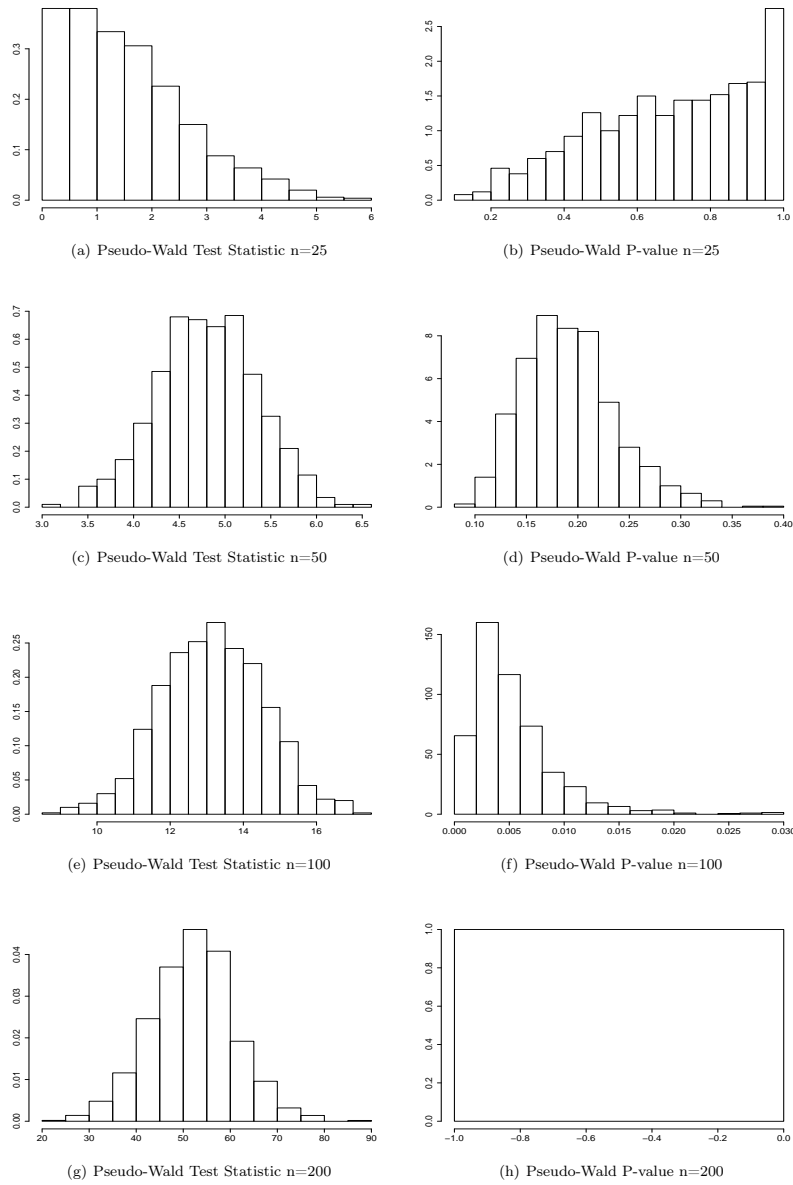 0.0 0.1 0.2 0.3
0 1 2 3 4 5 6
(a) Pseudo-Wald Test Statistic n=25
0.0 0.5 1.0 1.5 2.0 2.5
0.2 0.4 0.6 0.8 1.0
(b) Pseudo-Wald P-value n=25
0.0 0.1 0.2 0.3 0.4 0.5 0.6 0.7
3.0 3.5 4.0 4.5 5.0 5.5 6.0 6.5
(c) Pseudo-Wald Test Statistic n=50
0 2 4 6 8
0.10 0.15 0.20 0.25 0.30 0.35 0.40
(d) Pseudo-Wald P-value n=50
0.00 0.05 0.10 0.15 0.20 0.25
10 12 14 16
(e) Pseudo-Wald Test Statistic n=100
0 50 100 150
0.000 0.005 0.010 0.015 0.020 0.025 0.030
(f) Pseudo-Wald P-value n=100
0.00 0.01 0.02 0.03 0.04
20 30 40 50 60 70 80 90
(g) Pseudo-Wald Test Statistic n=200
0.0 0.2 0.4 0.6 0.8 1.0
−1.0 −0.8 −0.6 −0.4 −0.2 0.0
(h) Pseudo-Wald P-value n=200